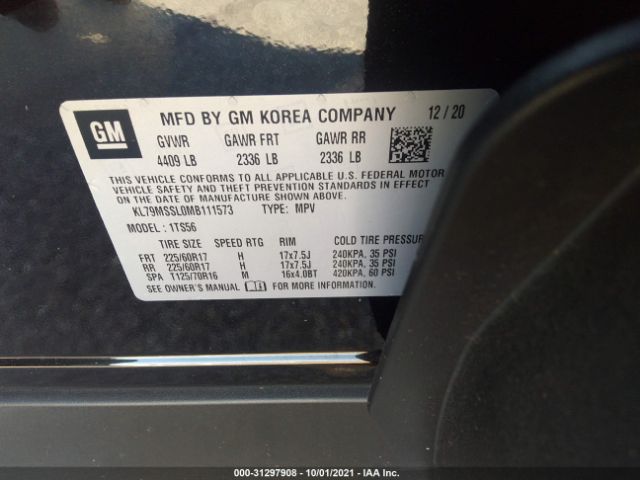 GM
MFD BY GM KOREA COMPANY 12/20
GVWR GAWR FRT GAWR RR
4409 LB 2336 LB 2336 LB
THIS VEHICLE CONFORMS TO ALL APPLICABLE U.S. FEDERAL MOTOR
VEHICLE SAFETY AND THEFT PREVENTION STANDARDS IN EFFECT
ON THE DATE OF MANUFACTURE SHOWN ABOVE.
KL79MSSL0MB111573 TYPE: MPV
MODEL: 1TS56
TIRE SIZE SPEED RTG RIM COLD TIRE PRESSURE
FRT 225/60R17 H 17x7.5J 240KPA, 35 PSI
RR 225/60R17 H 17x7.5J 240KPA, 35 PSI
SPA T125/70R16 M 16x4.0BT 420KPA, 60 PSI
SEE OWNER'S MANUAL FOR MORE INFORMATION
000-31297908 - 10/01/2021 - IAA Inc.